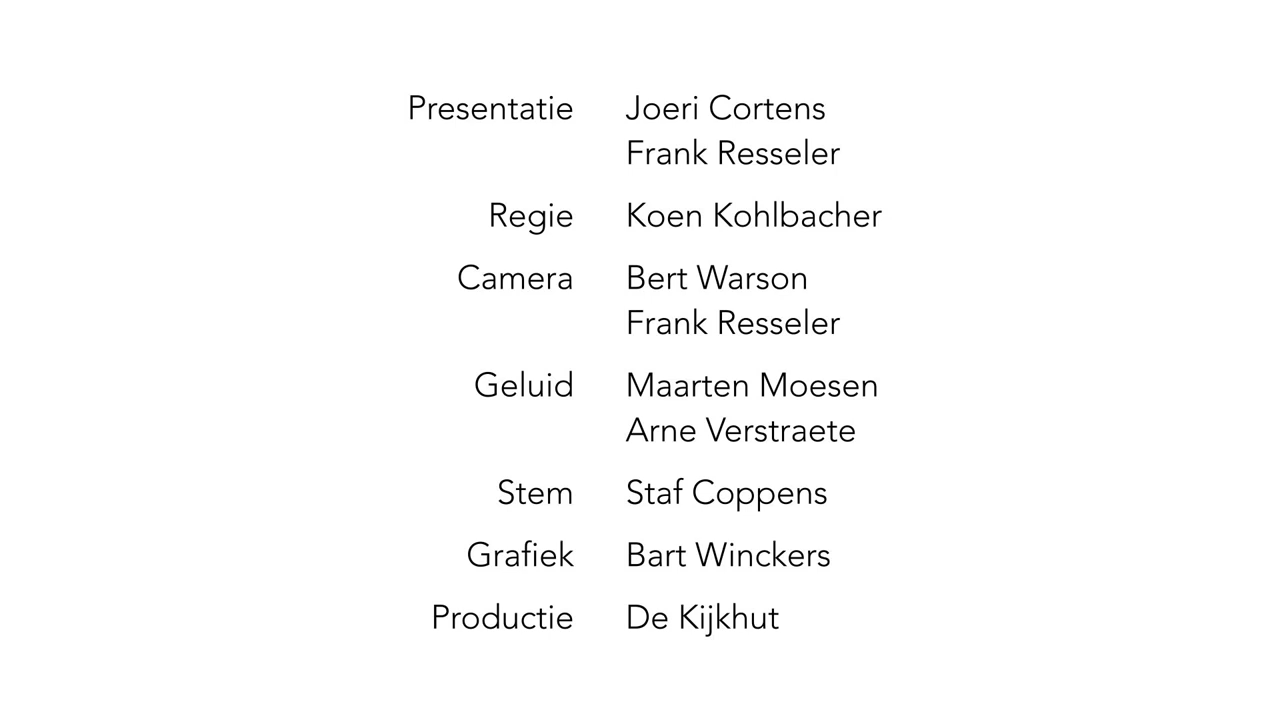 Presentatie Joeri Cortens
Frank Resseler
Regie Koen Kohlbacher
Camera Bert Warson
Frank Resseler
Geluid Maarten Moesen
Arne Verstraete
Stem Staf Coppens
Grafiek Bart Winckers
Productie De Kijkhut